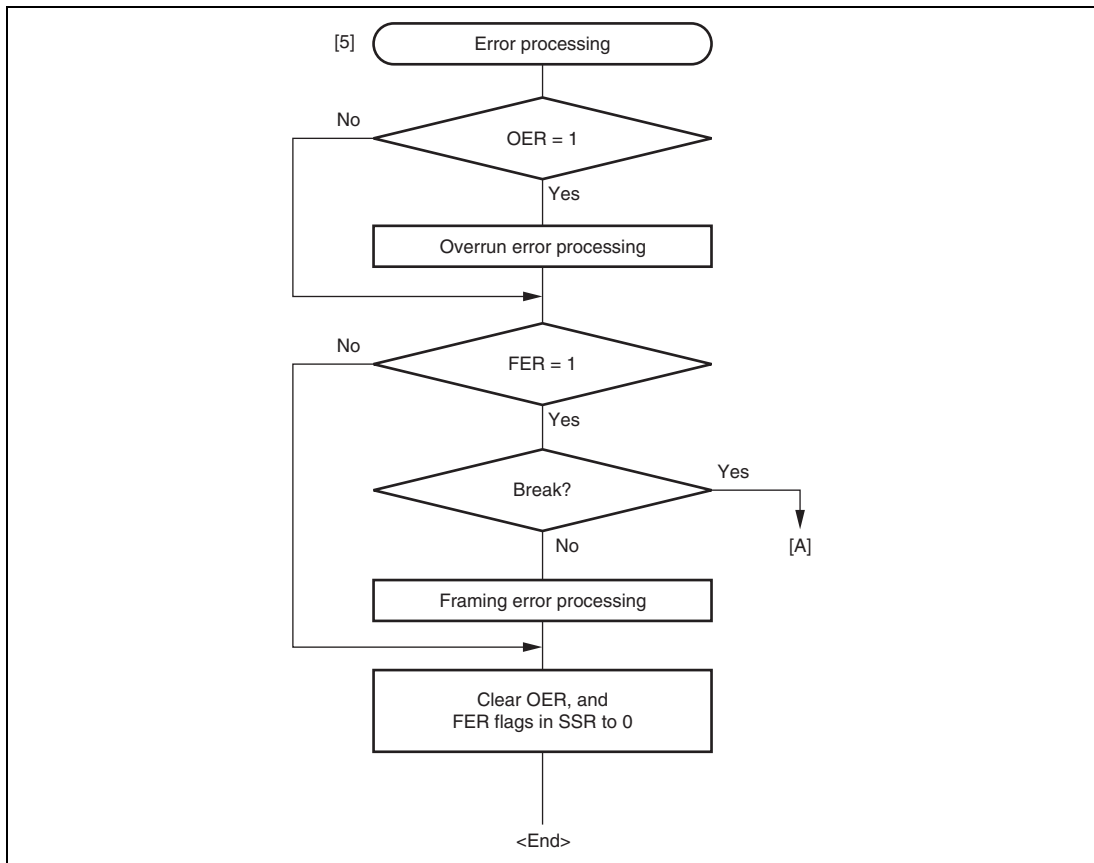 [5]
Error processing
No
OER = 1
Yes
Overrun error processing
No
FER = 1
Yes
Yes
Break?
No
[A]
Framing error processing
Clear OER, and
FER flags in SSR to 0
<End>